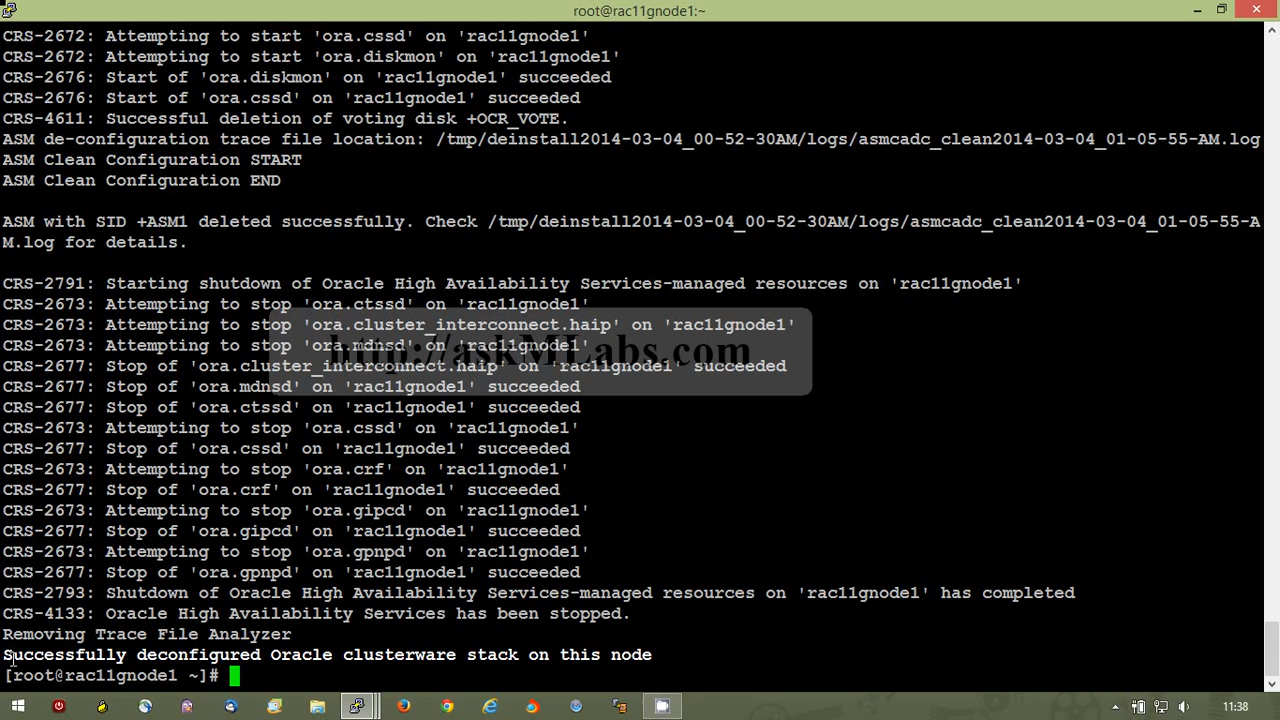 root@rac11gnode1:~
CRS-2672: Attempting to start 'ora.cssd' on 'rac11gnode1'
CRS-2672: Attempting to start 'ora.diskmon' on 'rac11gnode1'
CRS-2676: Start of 'ora.diskmon' on 'rac11gnode1' succeeded
CRS-2676: Start of 'ora.cssd' on 'rac11gnode1' succeeded
CRS-4611: Successful deletion of voting disk +OCR_VOTE.
ASM de-configuration trace file location: /tmp/deinstall2014-03-04_00-52-30AM/logs/asmcadc_clean2014-03-04_01-05-55-AM.log
ASM Clean Configuration START
ASM Clean Configuration END
ASM with SID +ASM1 deleted successfully. Check /tmp/deinstall2014-03-04_00-52-30AM/logs/asmcadc_clean2014-03-04_01-05-55-A
M.log for details.
CRS-2791: Starting shutdown of Oracle High Availability Services-managed resources on 'rac11gnode1'
CRS-2673: Attempting to stop 'ora.ctssd' on 'rac11gnode1'
CRS-2673: Attempting to stop 'ora.cluster_interconnect.haip' on 'rac11gnode1'
CRS-2673: Attempting to stop 'ora.mdnsd' on 'rac11gnode1'
http://askMLabs.com
CRS-2677: Stop of 'ora.cluster_interconnect.haip' on 'rac11gnode1' succeeded
CRS-2677: Stop of 'ora.mdnsd' on 'rac11gnode1' succeeded
CRS-2677: Stop of 'ora.ctssd' on 'rac11gnode1' succeeded
CRS-2673: Attempting to stop 'ora.cssd' on 'rac11gnode1'
CRS-2677: Stop of 'ora.cssd' on 'rac11gnode1' succeeded
CRS-2673: Attempting to stop 'ora.crf' on 'rac11gnode1'
CRS-2677: Stop of 'ora.crf' on 'rac11gnode1' succeeded
CRS-2673: Attempting to stop 'ora.gipcd' on 'rac11gnode1'
CRS-2677: Stop of 'ora.gipcd' on 'rac11gnode1' succeeded
CRS-2673: Attempting to stop 'ora.gpnpd' on 'rac11gnode1'
CRS-2677: Stop of 'ora.gpnpd' on 'rac11gnode1' succeeded
CRS-2793: Shutdown of Oracle High Availability Services-managed resources on 'rac11gnode1' has completed
CRS-4133: Oracle High Availability Services has been stopped.
Removing Trace File Analyzer
Successfully deconfigured Oracle clusterware stack on this node
[root@rac11gnode1 ~]#
11:38